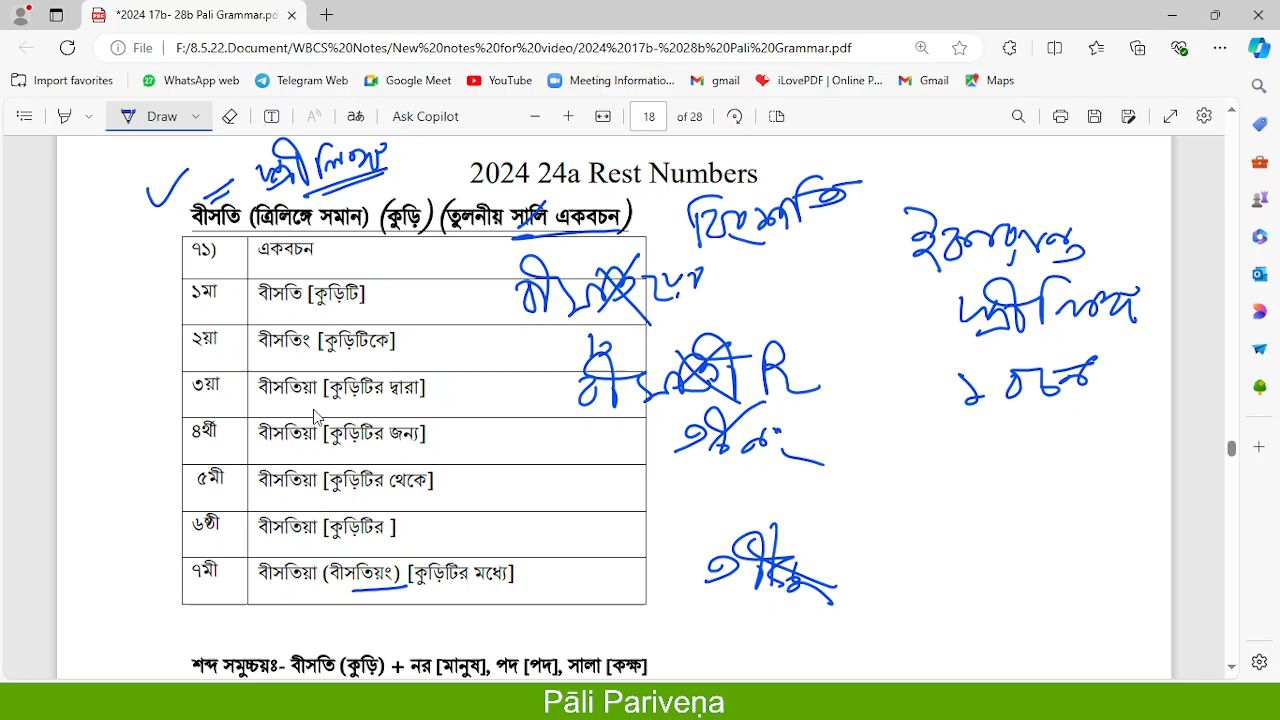 *2024 17b- 28b Pali Grammar.pd
File F:/8.5.22.Document/WBCS%20Notes/New%20notes%20for%20video/2024%2017b-%2028b%20Pali%20Grammar.pdf
Import favorites WhatsApp web Telegram Web Google Meet YouTube Meeting Informatio... gmail iLovePDF | Online P... Gmail Maps
Draw Ask Copilot 18 of 28
স্ত্রীলিঙ্গ
2024 24a Rest Numbers
বীসতি (ত্রিলিঙ্গে সমান) (কুড়ি) (তুলনীয় সালি একবচন) বিংশতি
৭১) একবচন
১মা বীসতি [কুড়িটি]
২য়া বীসতিং [কুড়িটিকে]
৩য়া বীসতিয়া [কুড়িটির দ্বারা]
৪র্থী বীসতিয়া [কুড়িটির জন্য]
৫মী বীসতিয়া [কুড়িটির থেকে]
৬ষ্ঠী বীসতিয়া [কুড়িটির ]
৭মী বীসতিয়া (বীসতিয়ং) [কুড়িটির মধ্যে]
স্ত্রীলিঙ্গ
১ বচন
শব্দ সমুচ্চয়ঃ- বীসতি (কুড়ি) + নর [মানুষ], পদ [পদ], সালা [কক্ষ]
Pāli Pariveṇa